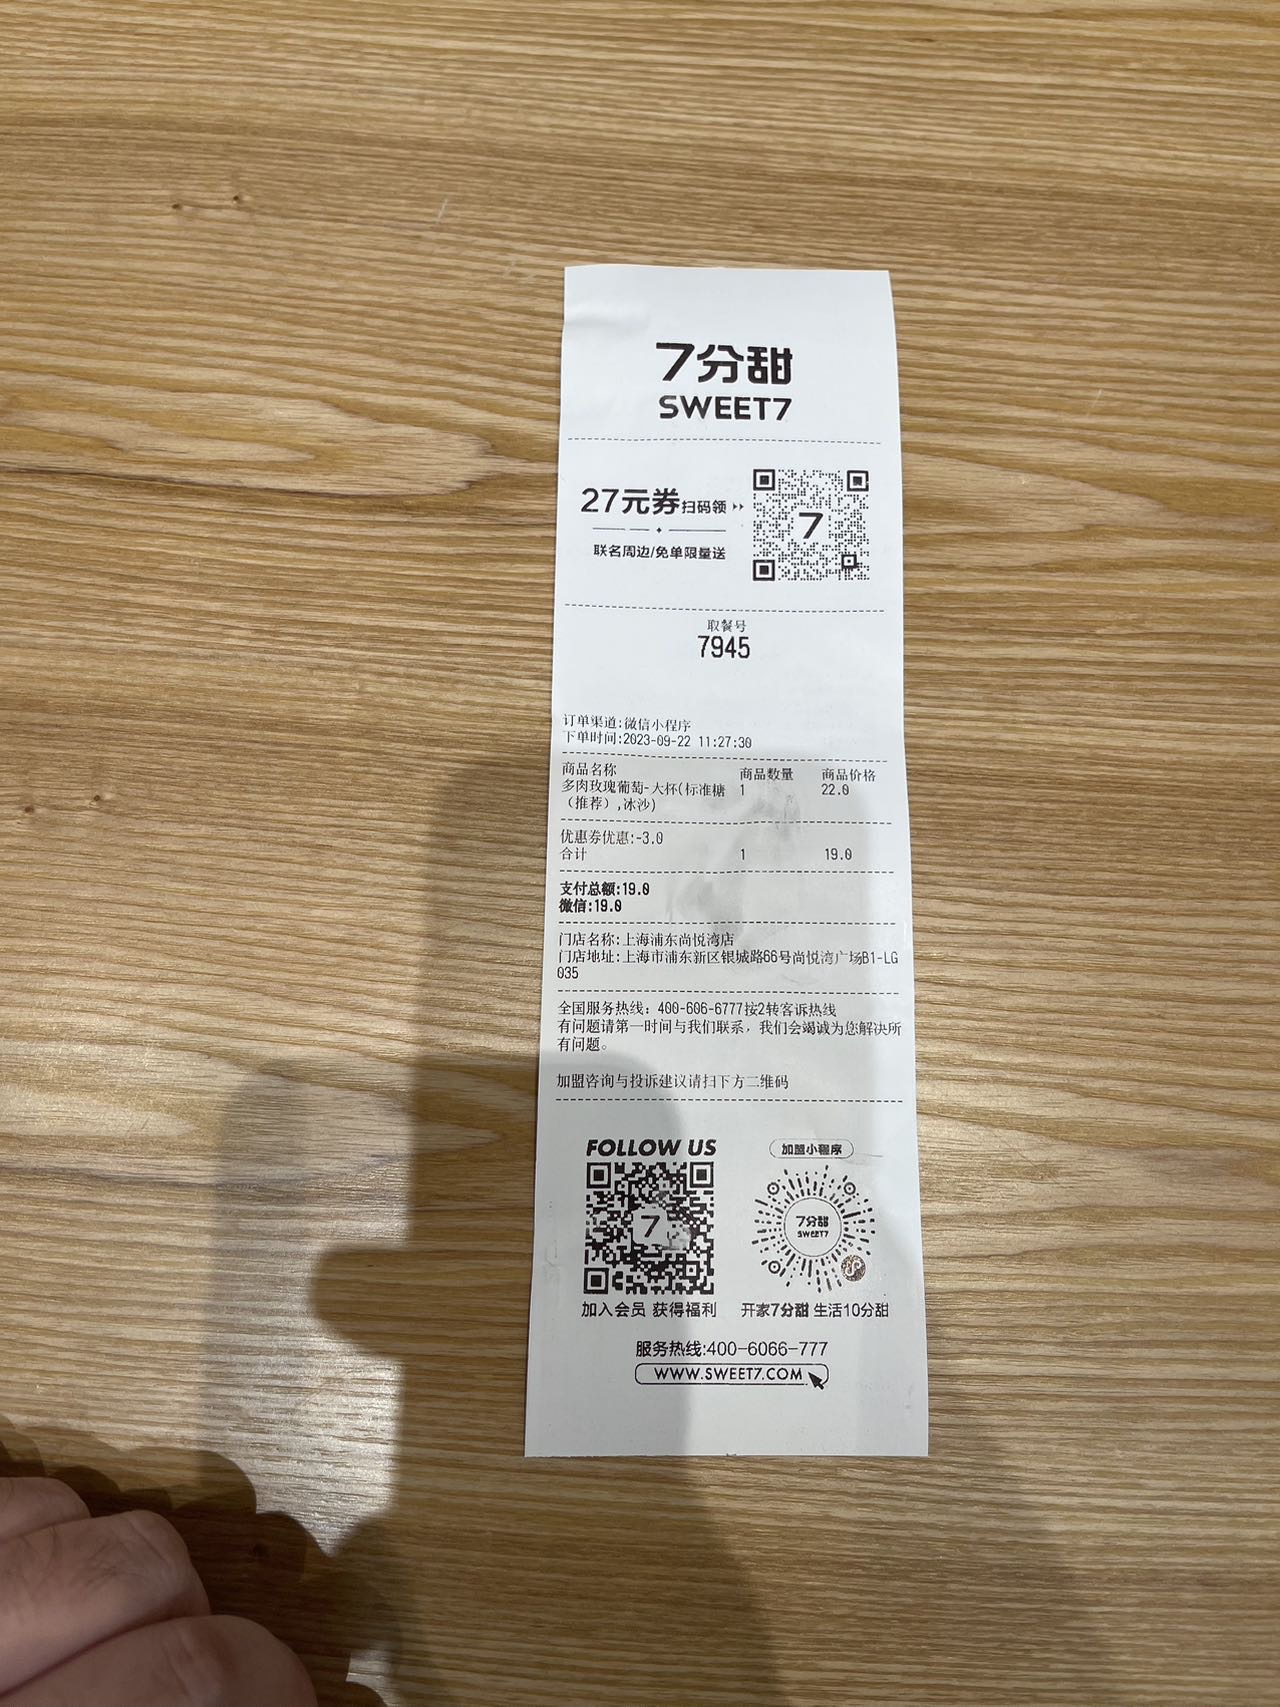 7分甜
SWEET7
27元券扫码领
联名周边/免单限量送
7
取餐号
7945
订单渠道:微信小程序
下单时间:2023-09-22 11:27:30
商品名称 商品数量 商品价格
多肉玫瑰葡萄-大杯(标准糖 1 22.0
（推荐）,冰沙)
优惠券优惠:-3.0
合计 1 19.0
支付总额:19.0
微信:19.0
门店名称:上海浦东尚悦湾店
门店地址:上海市浦东新区银城路66号尚悦湾广场B1-LG
035
全国服务热线：400-606-6777按2转客诉热线
有问题请第一时间与我们联系，我们会竭诚为您解决所
有问题。
加盟咨询与投诉建议请扫下方二维码
FOLLOW US 加盟小程序
7 7分甜
SWEET7
加入会员 获得福利 开家7分甜 生活10分甜
服务热线:400-6066-777
WWW.SWEET7.COM